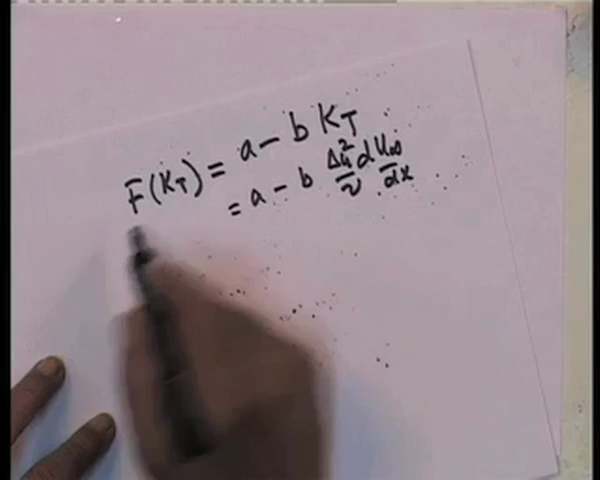 F(K_T) = a - b K_T
= a - b Δ₄²/ν dU∞/dx